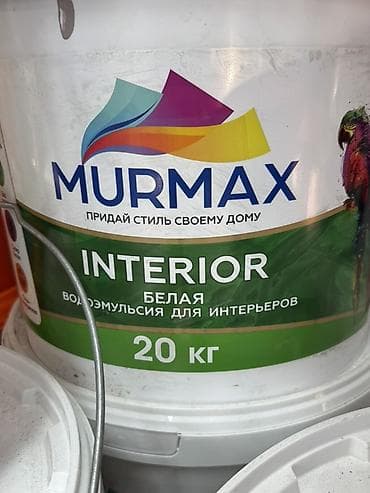 MURMAX
ПРИДАЙ СТИЛЬ СВОЕМУ ДОМУ
INTERIOR
БЕЛАЯ
ВОДОЭМУЛЬСИЯ ДЛЯ ИНТЕРЬЕРОВ
20 КГ